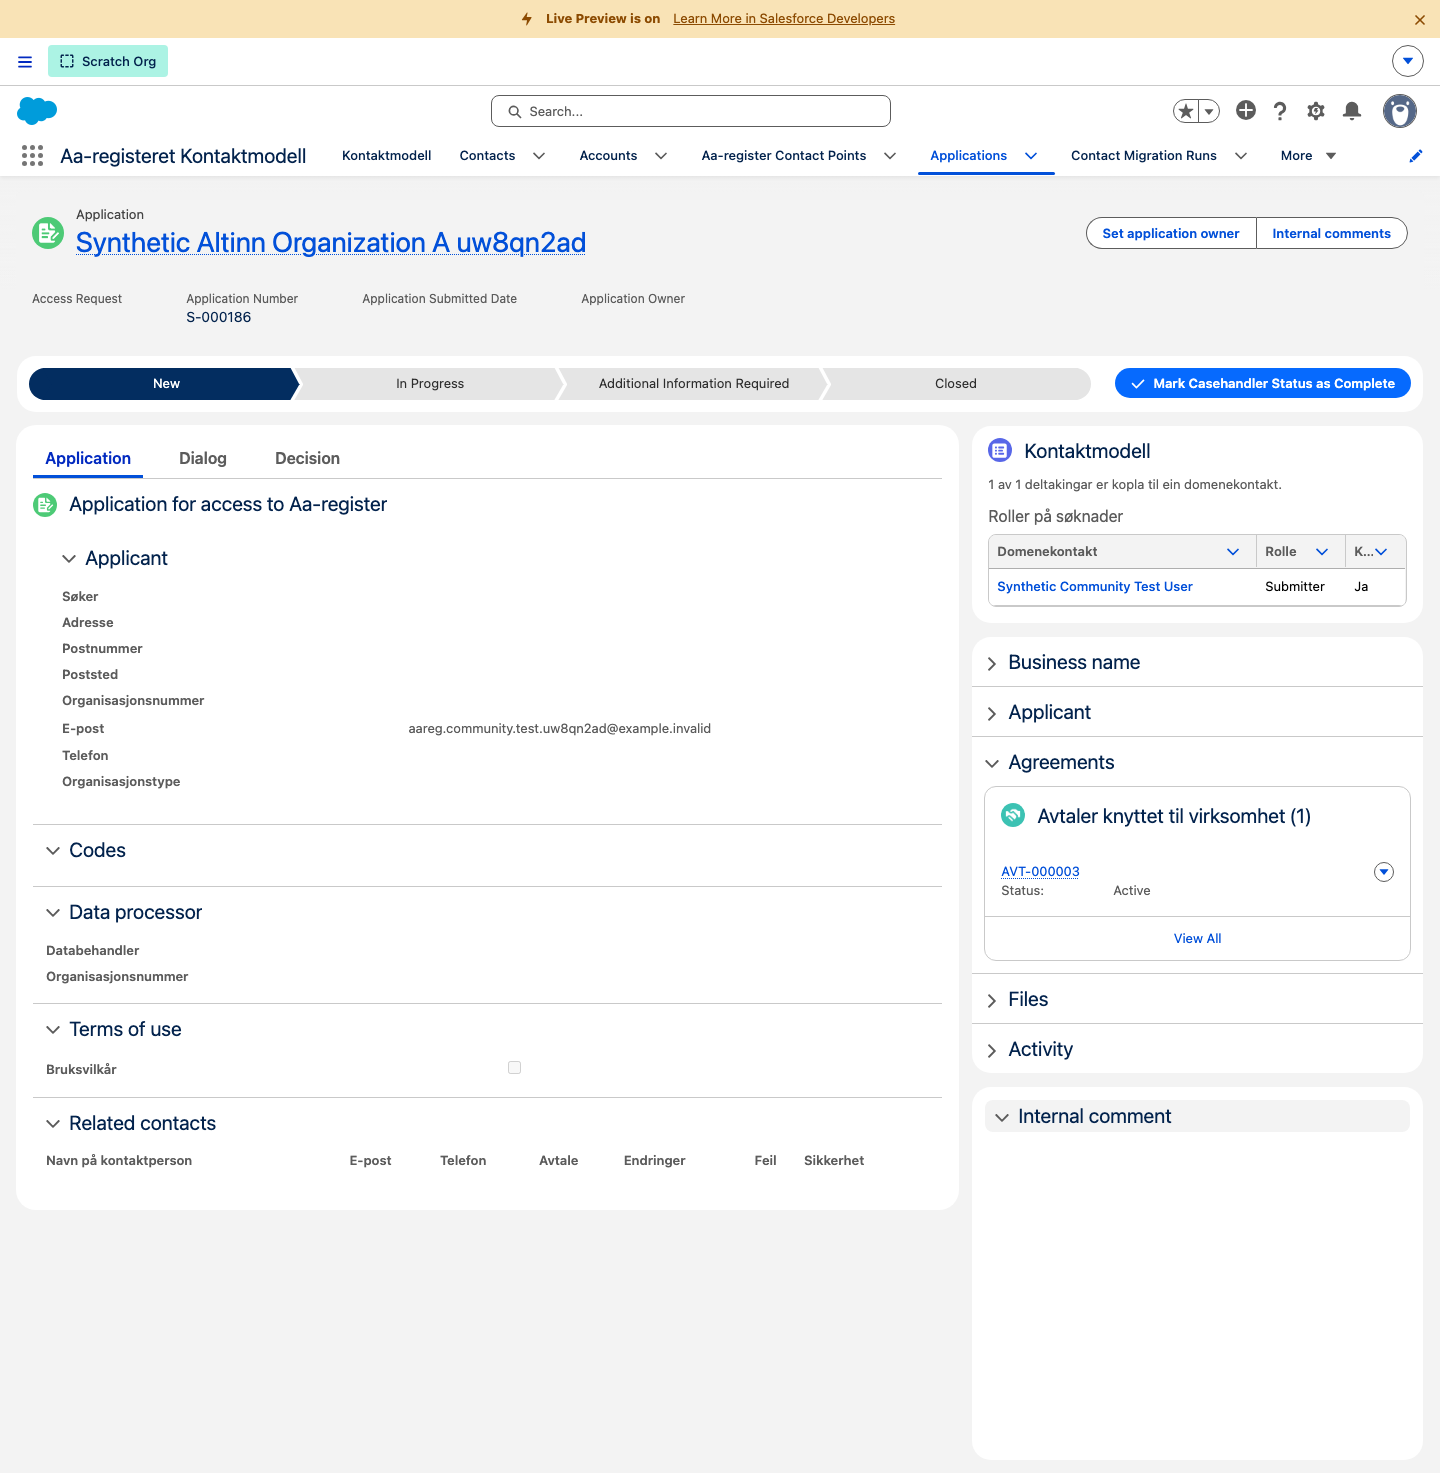 Live Preview is on Learn More in Salesforce Developers
Scratch Org
Search...
Aa-registeret Kontaktmodell Kontaktmodell Contacts Accounts Aa-register Contact Points Applications Contact Migration Runs More
Application
Synthetic Altinn Organization A uw8qn2ad
Set application owner Internal comments
Access Request Application Number Application Submitted Date Application Owner
S-000186
New In Progress Additional Information Required Closed Mark Casehandler Status as Complete
Application Dialog Decision
Application for access to Aa-register
Applicant
Søker
Adresse
Postnummer
Poststed
Organisasjonsnummer
E-post aareg.community.test.uw8qn2ad@example.invalid
Telefon
Organisasjonstype
Codes
Data processor
Databehandler
Organisasjonsnummer
Terms of use
Bruksvilkår
Related contacts
Navn på kontaktperson E-post Telefon Avtale Endringer Feil Sikkerhet
Kontaktmodell
1 av 1 deltakingar er kopla til ein domenekontakt.
Roller på søknader
Domenekontakt Rolle K...
Synthetic Community Test User Submitter Ja
Business name
Applicant
Agreements
Avtaler knyttet til virksomhet (1)
AVT-000003
Status: Active
View All
Files
Activity
Internal comment